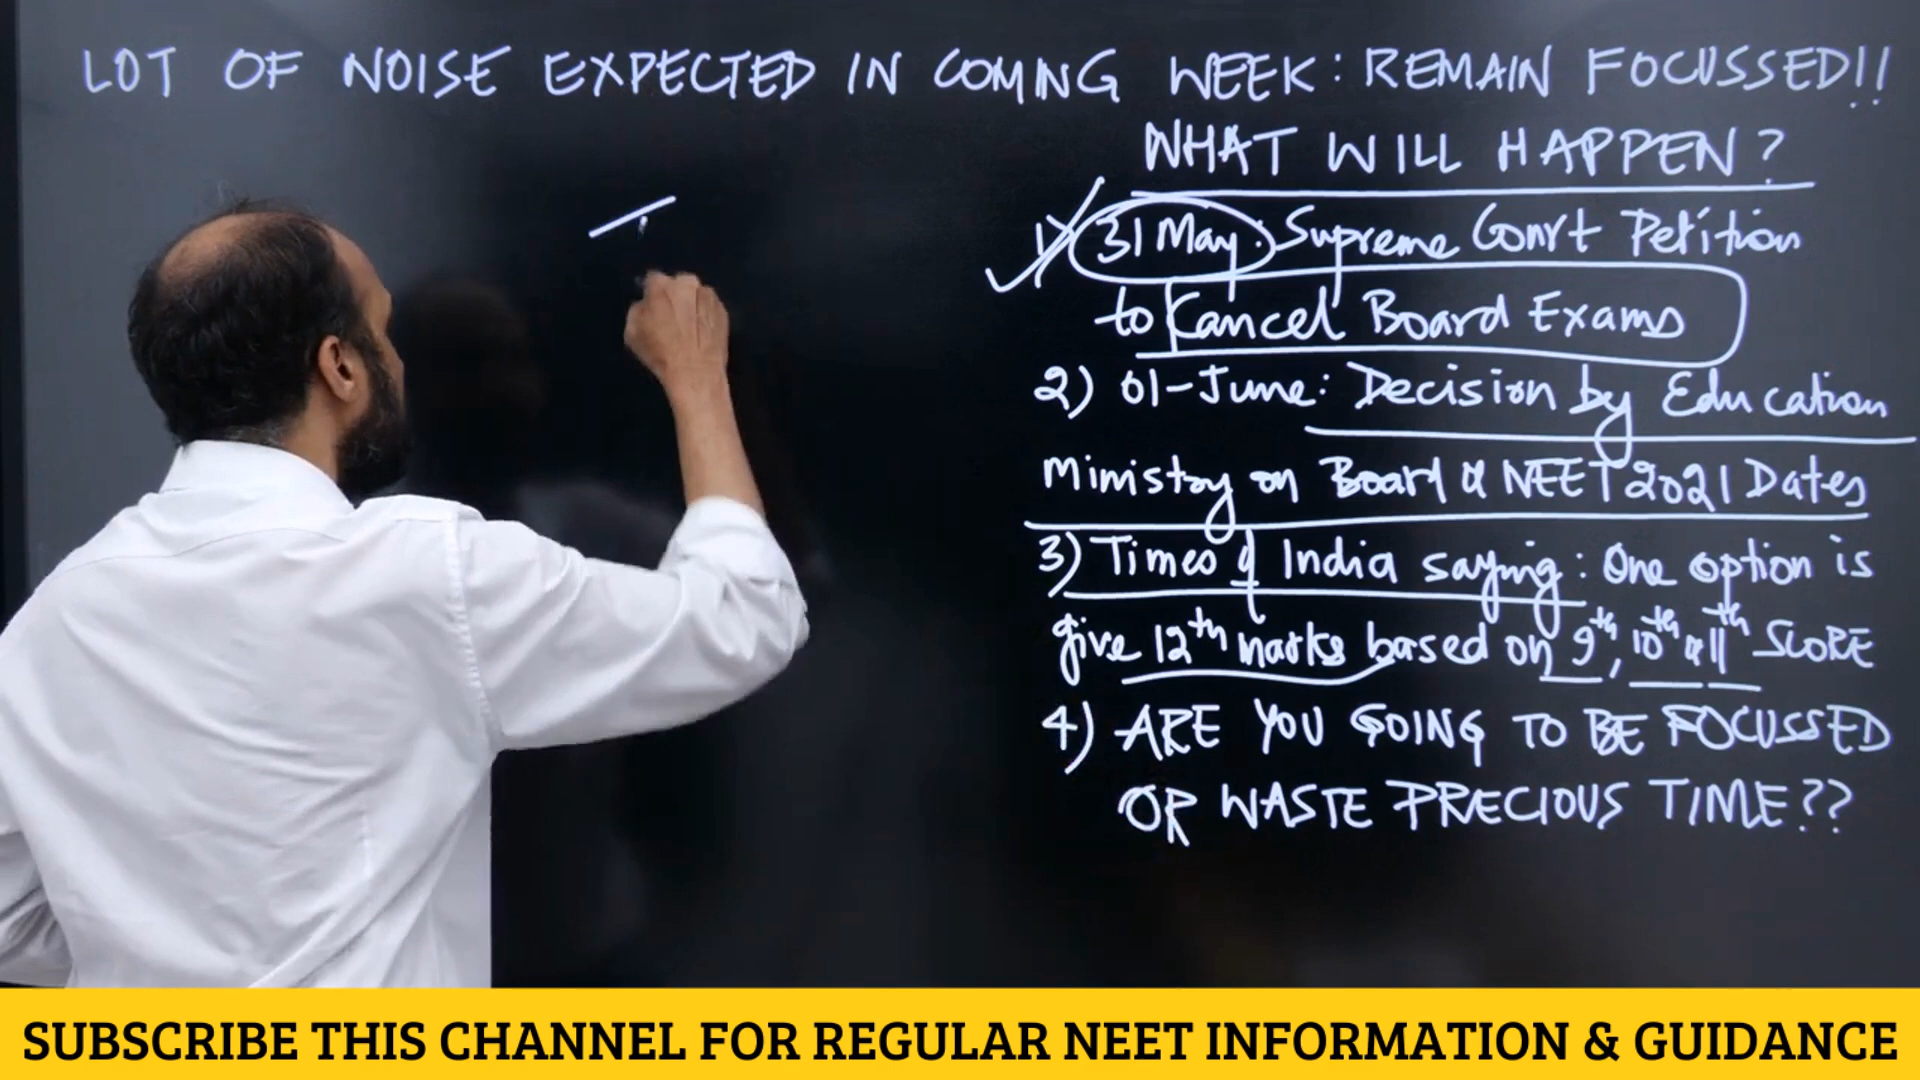 LOT OF NOISE EXPECTED IN COMING WEEK: REMAIN FOCUSSED!!
WHAT WILL HAPPEN?
1) 31 May: Supreme Court Petition
to Cancel Board Exams
2) 01-June: Decision by Education
Ministry on Board & NEET 2021 Dates
3) Times of India saying: One option is
give 12th marks based on 9th, 10th & 11th SCORE
4) ARE YOU GOING TO BE FOCUSSED
OR WASTE PRECIOUS TIME??
SUBSCRIBE THIS CHANNEL FOR REGULAR NEET INFORMATION & GUIDANCE